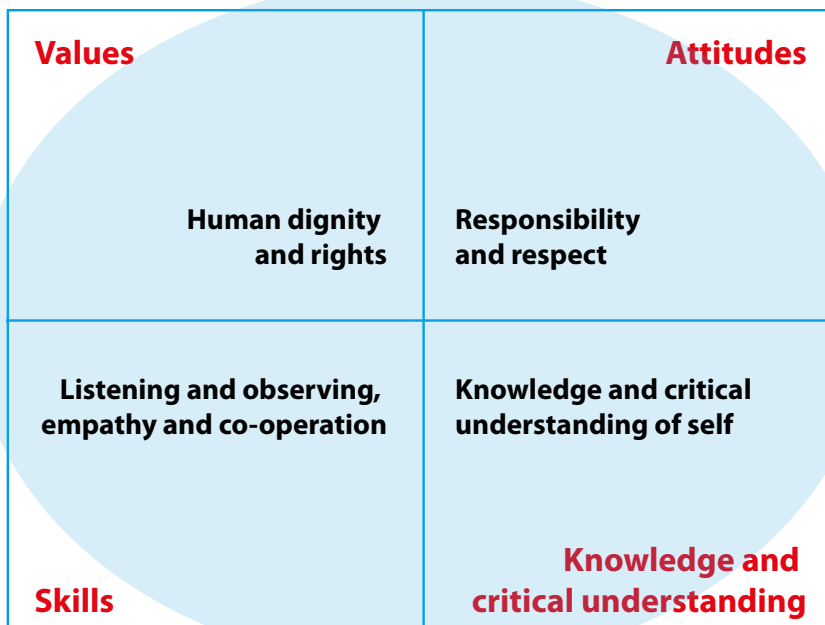 Values
Attitudes
Human dignity
and rights
Responsibility
and respect
Listening and observing,
empathy and co-operation
Knowledge and critical
understanding of self
Skills
Knowledge and
critical understanding